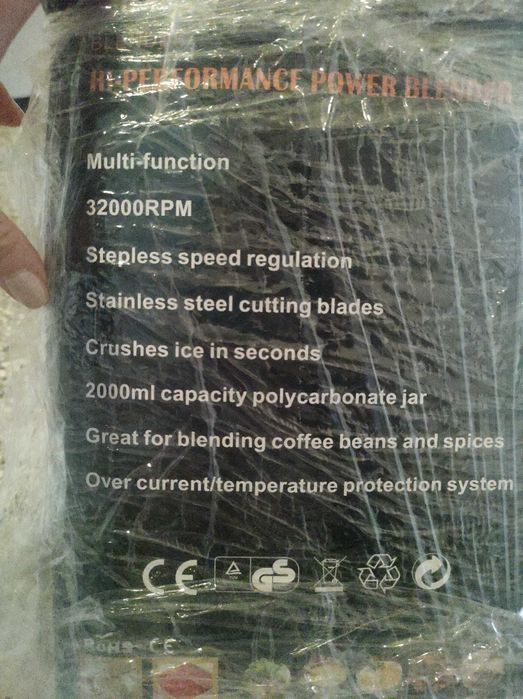 HI-PERFORMANCE POWER BLENDER
Multi-function
32000RPM
Stepless speed regulation
Stainless steel cutting blades
Crushes ice in seconds
2000ml capacity polycarbonate jar
Great for blending coffee beans and spices
Over current/temperature protection system
CE GS
RoHS CE